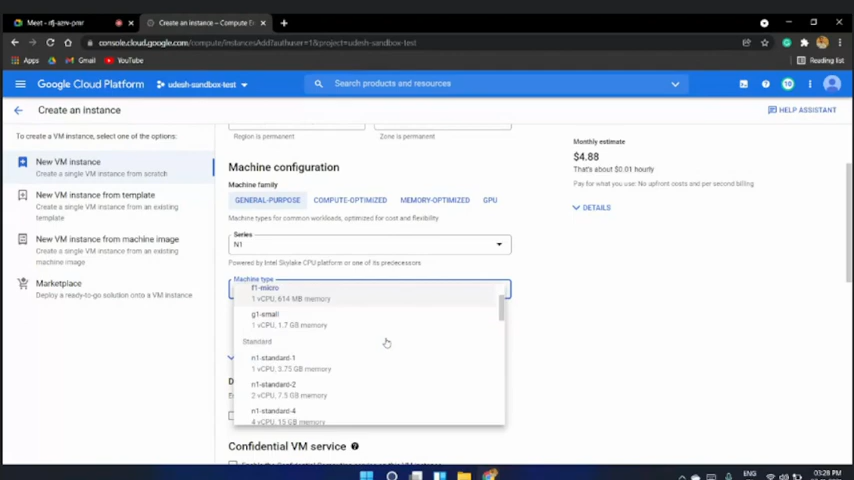 Meet - rfj-aznv-pmr
Create an instance – Compute E
console.cloud.google.com/compute/instancesAdd?authuser=1&project=udesh-sandbox-test
Apps
Gmail
YouTube
Reading list
Google Cloud Platform
udesh-sandbox-test
Search products and resources
10
Create an instance
HELP ASSISTANT
To create a VM instance, select one of the options:
New VM instance
Create a single VM instance from scratch
New VM instance from template
Create a single VM instance from an existing
template
New VM instance from machine image
Create a single VM instance from an existing
machine image
Marketplace
Deploy a ready-to-go solution onto a VM instance
Region is permanent
Zone is permanent
Machine configuration
Machine family
GENERAL-PURPOSE
COMPUTE-OPTIMIZED
MEMORY-OPTIMIZED
GPU
Machine types for common workloads, optimized for cost and flexibility
Series
N1
Powered by Intel Skylake CPU platform or one of its predecessors
Machine type
f1-micro
1 vCPU, 614 MB memory
g1-small
1 vCPU, 1.7 GB memory
Standard
n1-standard-1
1 vCPU, 3.75 GB memory
n1-standard-2
2 vCPU, 7.5 GB memory
n1-standard-4
4 vCPU, 15 GB memory
Confidential VM service
Monthly estimate
$4.88
That's about $0.01 hourly
Pay for what you use: No upfront costs and per second billing
DETAILS
ENG
03:28 PM